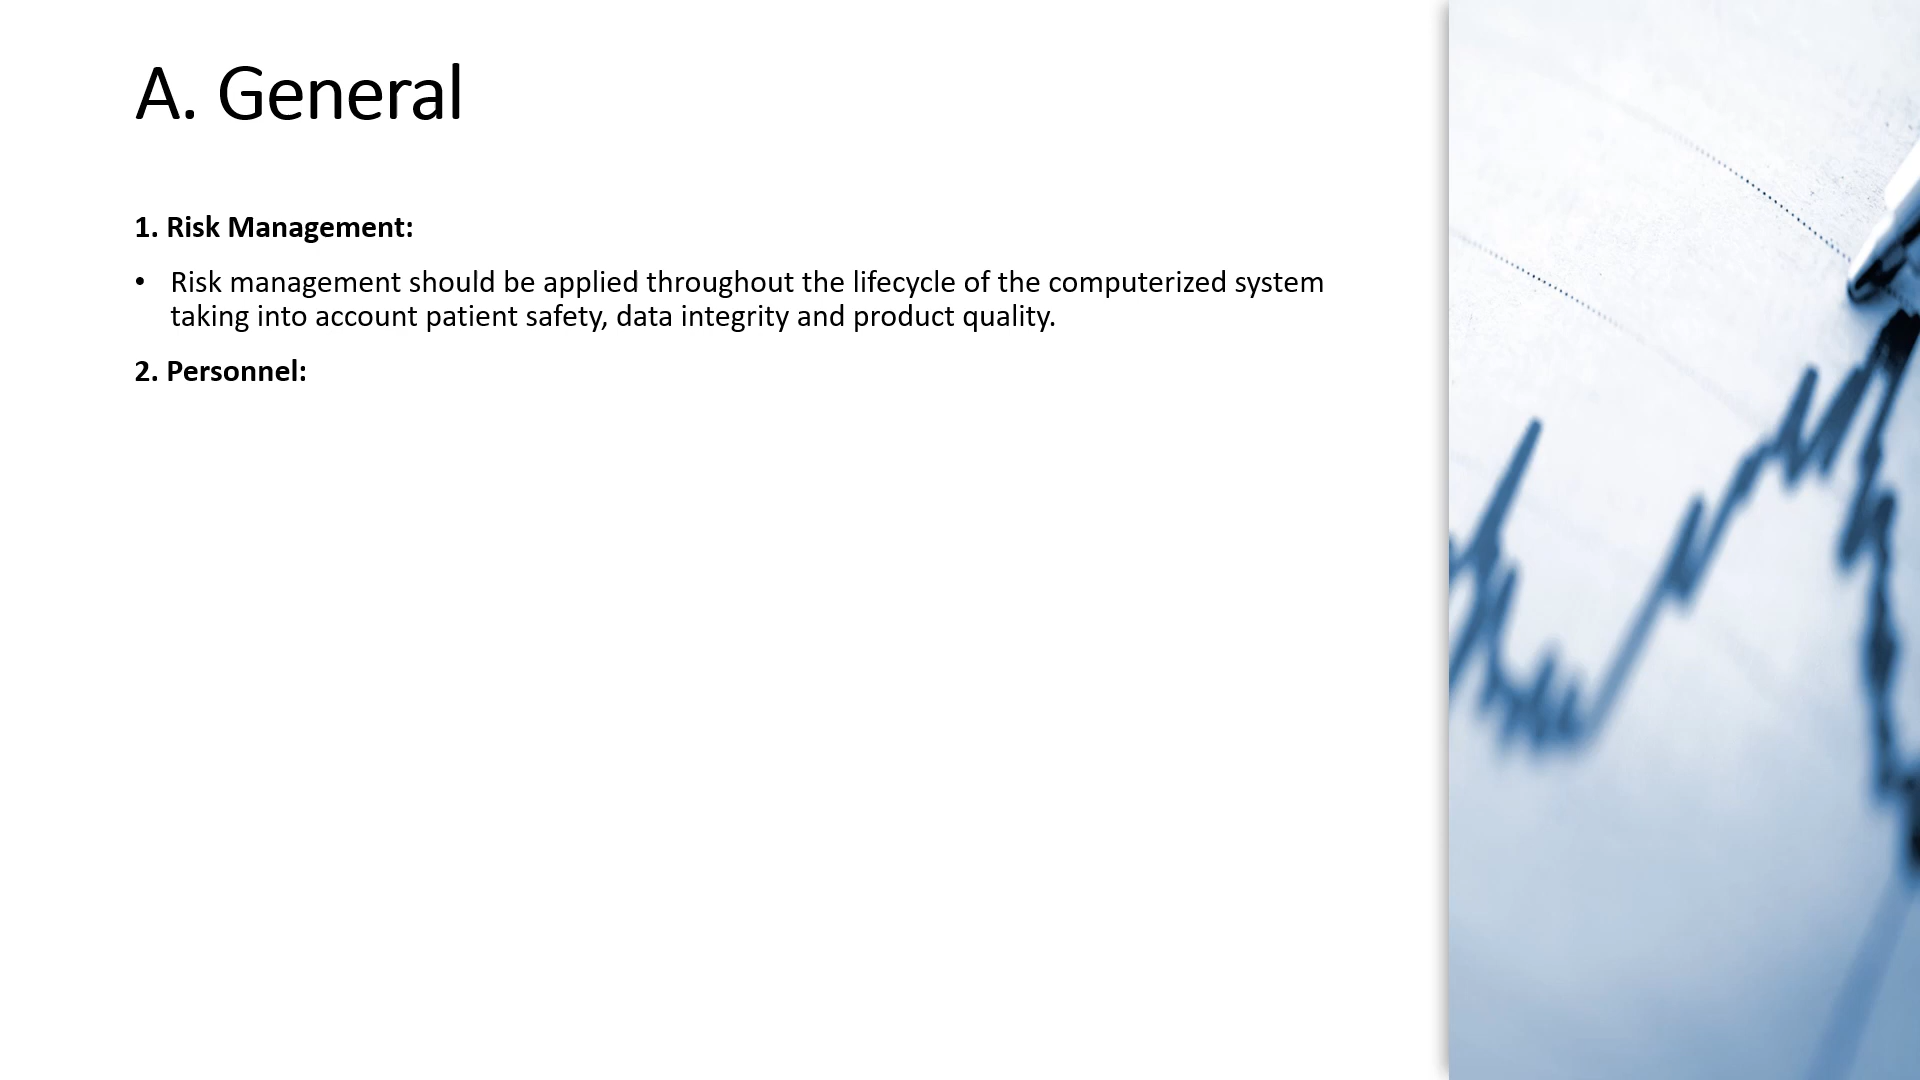 A. General
1. Risk Management:
• Risk management should be applied throughout the lifecycle of the computerized system
taking into account patient safety, data integrity and product quality.
2. Personnel: